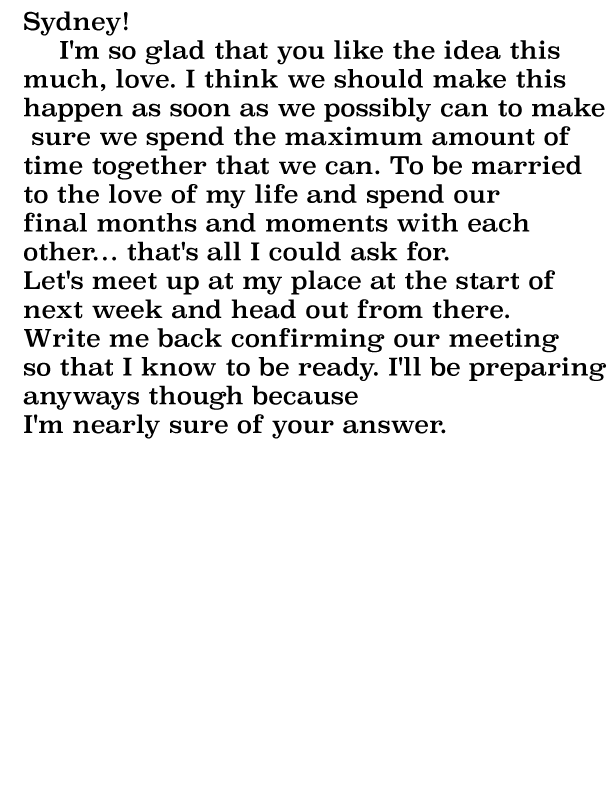 Sydney!
I'm so glad that you like the idea this
much, love. I think we should make this
happen as soon as we possibly can to make
sure we spend the maximum amount of
time together that we can. To be married
to the love of my life and spend our
final months and moments with each
other... that's all I could ask for.
Let's meet up at my place at the start of
next week and head out from there.
Write me back confirming our meeting
so that I know to be ready. I'll be preparing
anyways though because
I'm nearly sure of your answer.